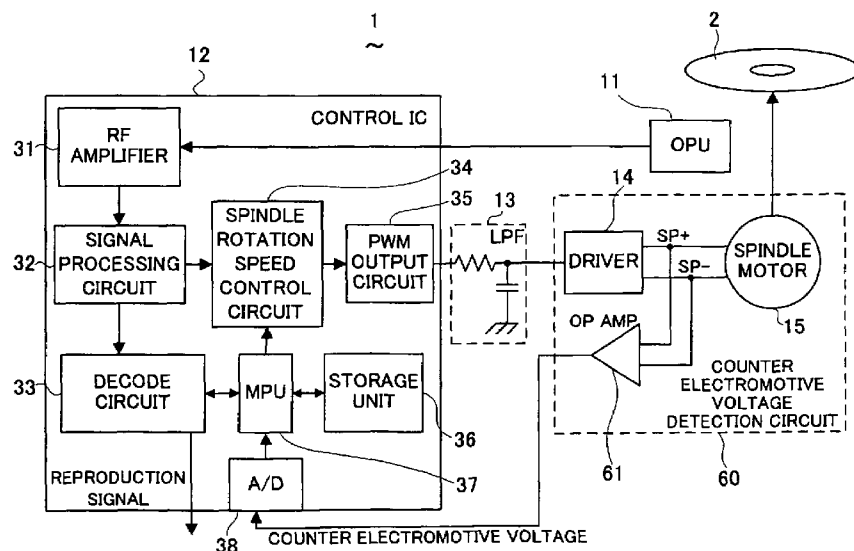 1
~
2
12
CONTROL IC
11
OPU
31
RF
AMPLIFIER
34
35
13
14
32
SIGNAL
PROCESSING
CIRCUIT
SPINDLE
ROTATION
SPEED
CONTROL
CIRCUIT
PWM
OUTPUT
CIRCUIT
LPF
DRIVER
SP+
SP-
SPINDLE
MOTOR
15
OP AMP
61
COUNTER
ELECTROMOTIVE
VOLTAGE
DETECTION CIRCUIT
60
33
DECODE
CIRCUIT
MPU
STORAGE
UNIT
36
37
REPRODUCTION
SIGNAL
A/D
38
COUNTER ELECTROMOTIVE VOLTAGE